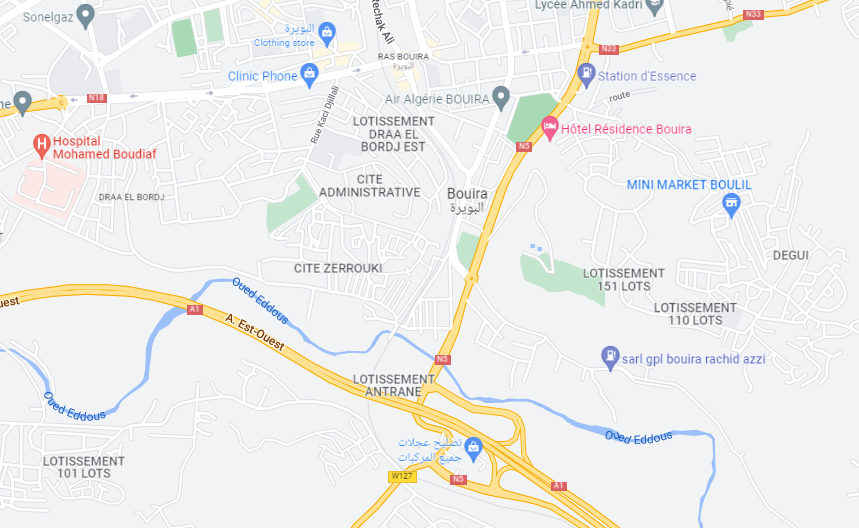 Lycée Ahmed Kadri
Sonelgaz
N33
البويرة
Clothing store
N33
RAS BOUIRA
البويرة
Clinic Phone
Station d'Essence
N18
Air Algérie BOUIRA
route
Rue Kaci Djillali
LOTISSEMENT
DRAA EL
BORDJ EST
Hôtel Résidence Bouira
Hospital
Mohamed Boudiaf
N5
CITE
ADMINISTRATIVE
MINI MARKET BOULIL
DRAA EL BORDJ
Bouira
البويرة
DEGUI
CITE ZERROUKI
LOTISSEMENT
151 LOTS
Oued Eddous
A1
LOTISSEMENT
110 LOTS
A. Est-Ouest
N5
sarl gpl bouira rachid azzi
LOTISSEMENT
ANTRANE
Oued Eddous
Oued Eddous
تصليح عجلات
جميع المركبات
LOTISSEMENT
101 LOTS
W127
N5
A1